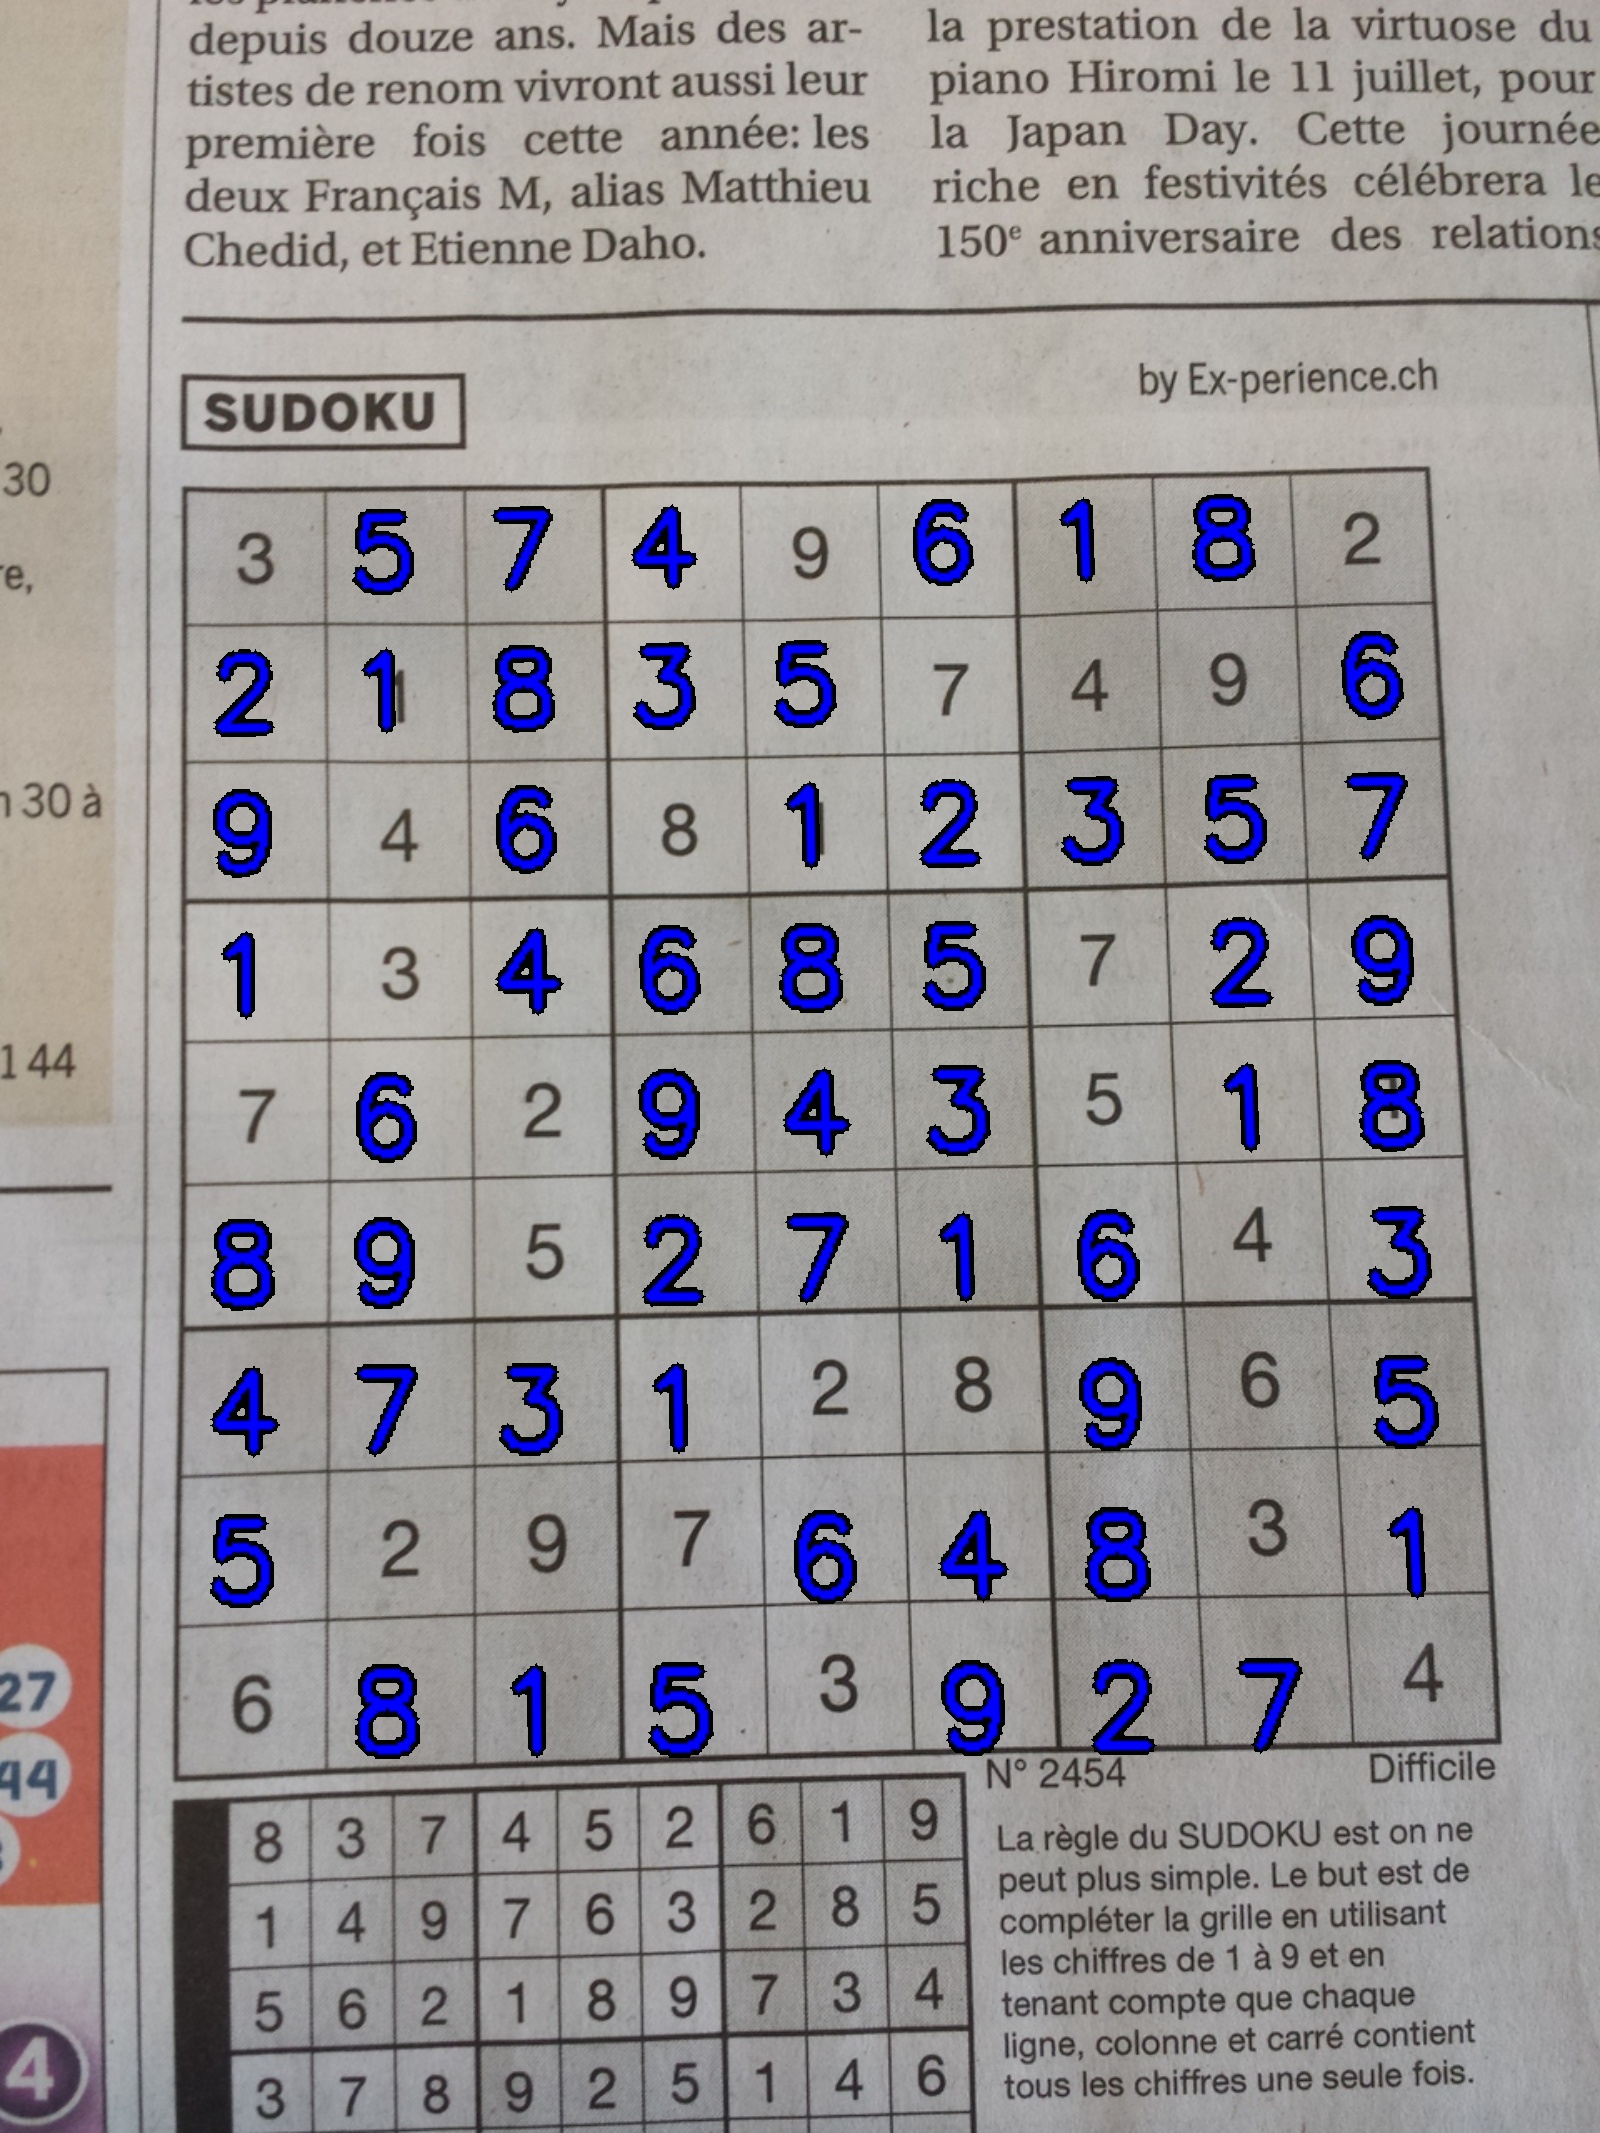 depuis douze ans. Mais des ar-
tistes de renom vivront aussi leur
première fois cette année: les
deux Français M, alias Matthieu
Chedid, et Etienne Daho.
la prestation de la virtuose du
piano Hiromi le 11 juillet, pour
la Japan Day. Cette journée
riche en festivités célébrera le
150e anniversaire des relations
30
re,
n 30 à
1 44
27
44
4
SUDOKU
by Ex-perience.ch
3 5 7 4 9 6 1 8 2
2 1 8 3 5 7 4 9 6
9 4 6 8 1 2 3 5 7
1 3 4 6 8 5 7 2 9
7 6 2 9 4 3 5 1 8
8 9 5 2 7 1 6 4 3
4 7 3 1 2 8 9 6 5
5 2 9 7 6 4 8 3 1
6 8 1 5 3 9 2 7 4
N° 2454 Difficile
8 3 7 4 5 2 6 1 9
1 4 9 7 6 3 2 8 5
5 6 2 1 8 9 7 3 4
3 7 8 9 2 5 1 4 6
La règle du SUDOKU est on ne
peut plus simple. Le but est de
compléter la grille en utilisant
les chiffres de 1 à 9 et en
tenant compte que chaque
ligne, colonne et carré contient
tous les chiffres une seule fois.